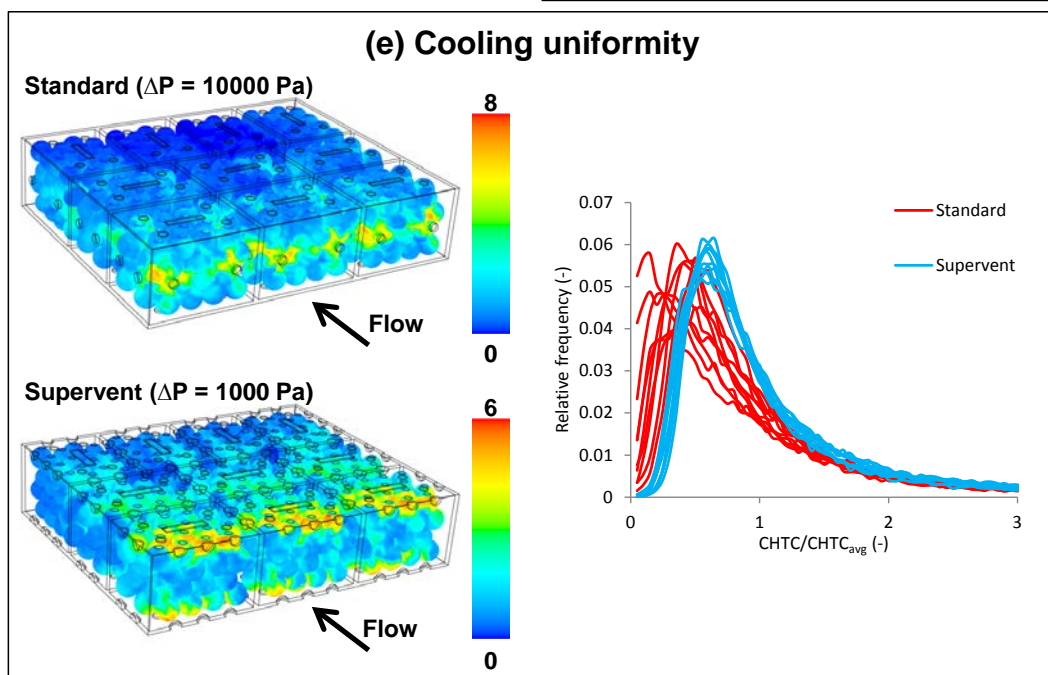 (e) Cooling uniformity
Standard (ΔP = 10000 Pa)
8
0
Flow
Supervent (ΔP = 1000 Pa)
6
0
Flow
Relative frequency (-)
0.07
0.06
0.05
0.04
0.03
0.02
0.01
0
0
1
2
3
CHTC/CHTCavg (-)
Standard
Supervent